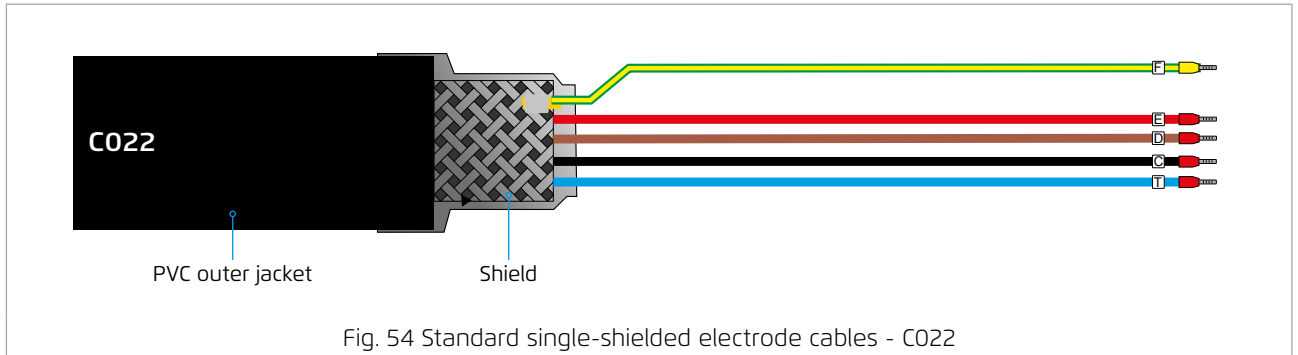 F
E
C022
D
C
T
PVC outer jacket
Shield
Fig. 54 Standard single-shielded electrode cables - C022